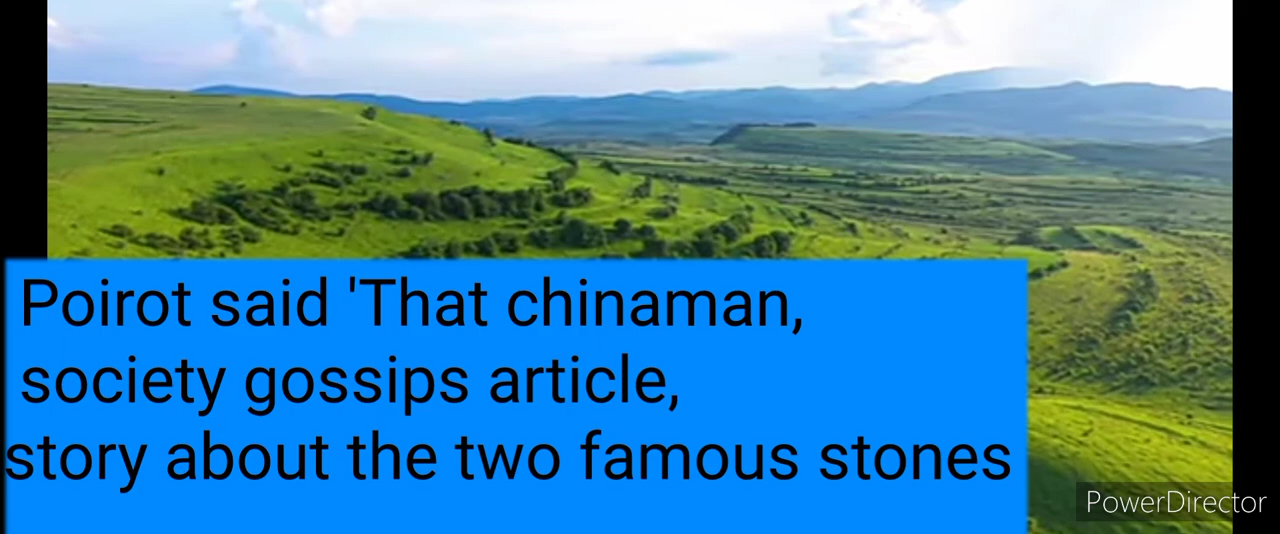 Poirot said 'That chinaman,
society gossips article,
story about the two famous stones
PowerDirector